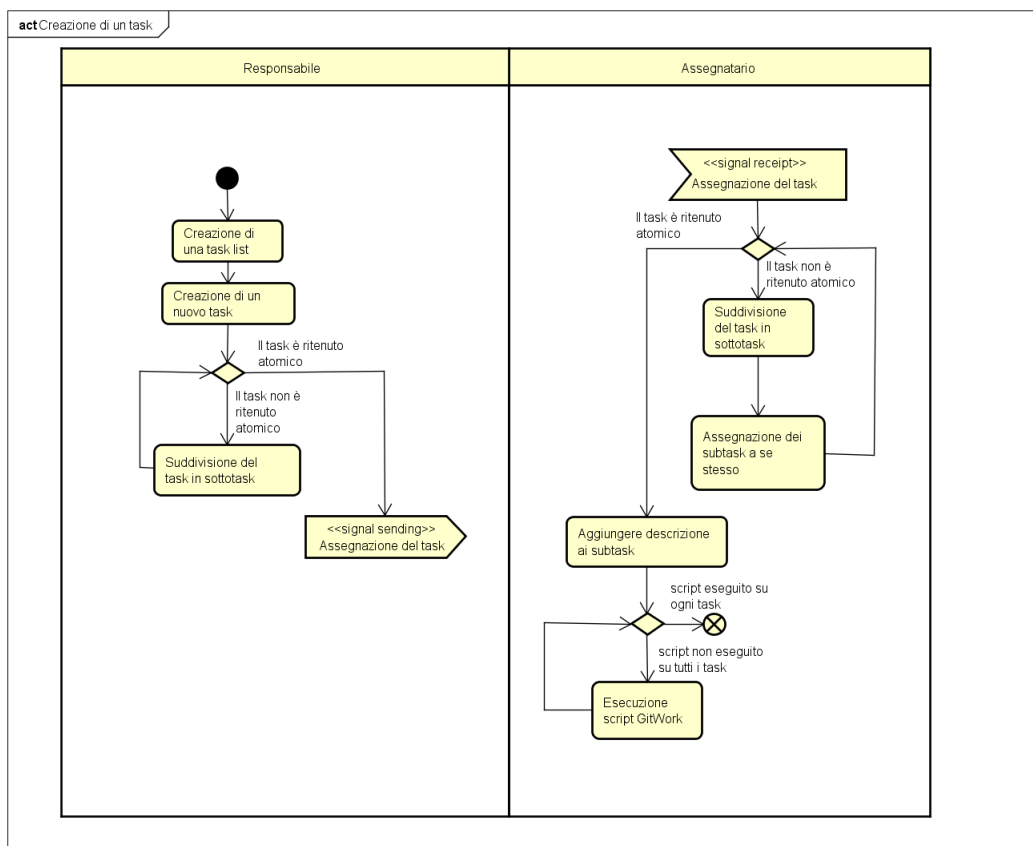 act Creazione di un task
Responsabile
Assegnatario
Creazione di
una task list
Creazione di un
nuovo task
Il task è ritenuto
atomico
Il task non è
ritenuto
atomico
Suddivisione del
task in sottotask
<<signal sending>>
Assegnazione del task
<<signal receipt>>
Assegnazione del task
Il task è ritenuto
atomico
Il task non è
ritenuto atomico
Suddivisione
del task in
sottotask
Assegnazione dei
subtask a se
stesso
Aggiungere descrizione
ai subtask
script eseguito su
ogni task
script non eseguito
su tutti i task
Esecuzione
script GitWork